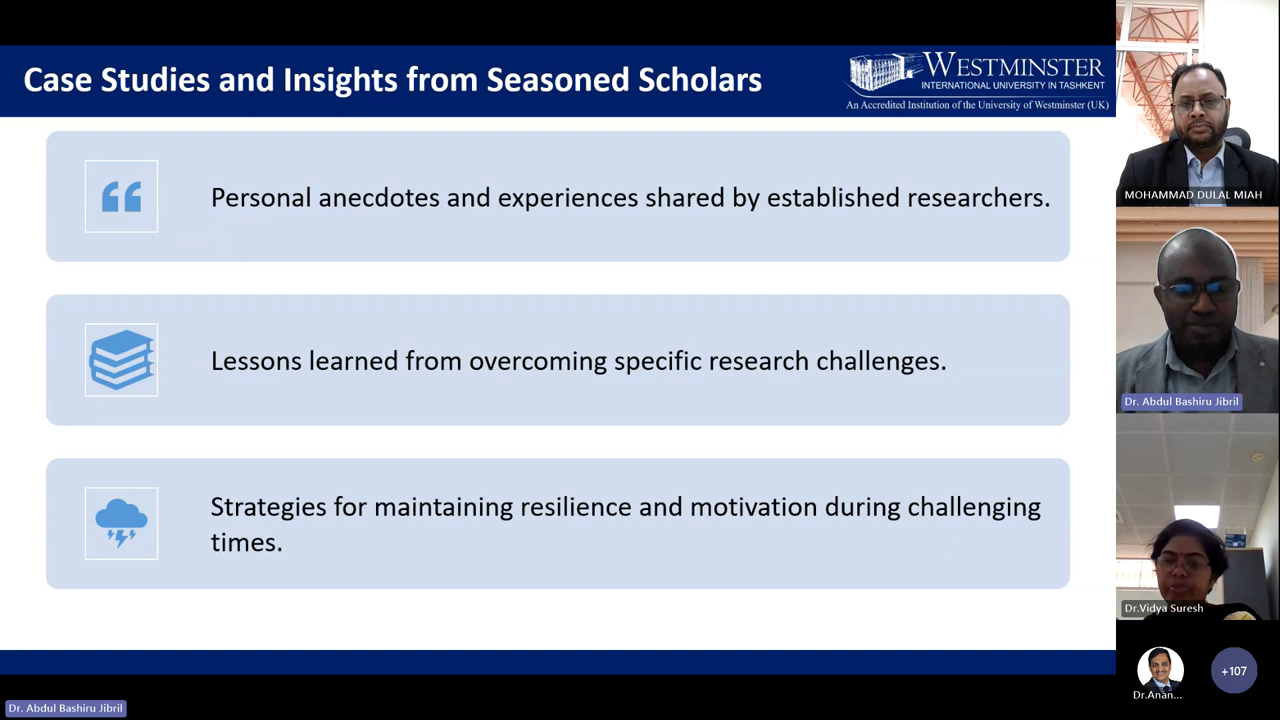 Case Studies and Insights from Seasoned Scholars
WESTMINSTER
INTERNATIONAL UNIVERSITY IN TASHKENT
An Accredited Institution of the University of Westminster (UK)
Personal anecdotes and experiences shared by established researchers.
Lessons learned from overcoming specific research challenges.
Strategies for maintaining resilience and motivation during challenging
times.
MOHAMMAD DULAL MIAH
Dr. Abdul Bashiru Jibril
Dr.Vidya Suresh
Dr.Anan...
+107
Dr. Abdul Bashiru Jibril